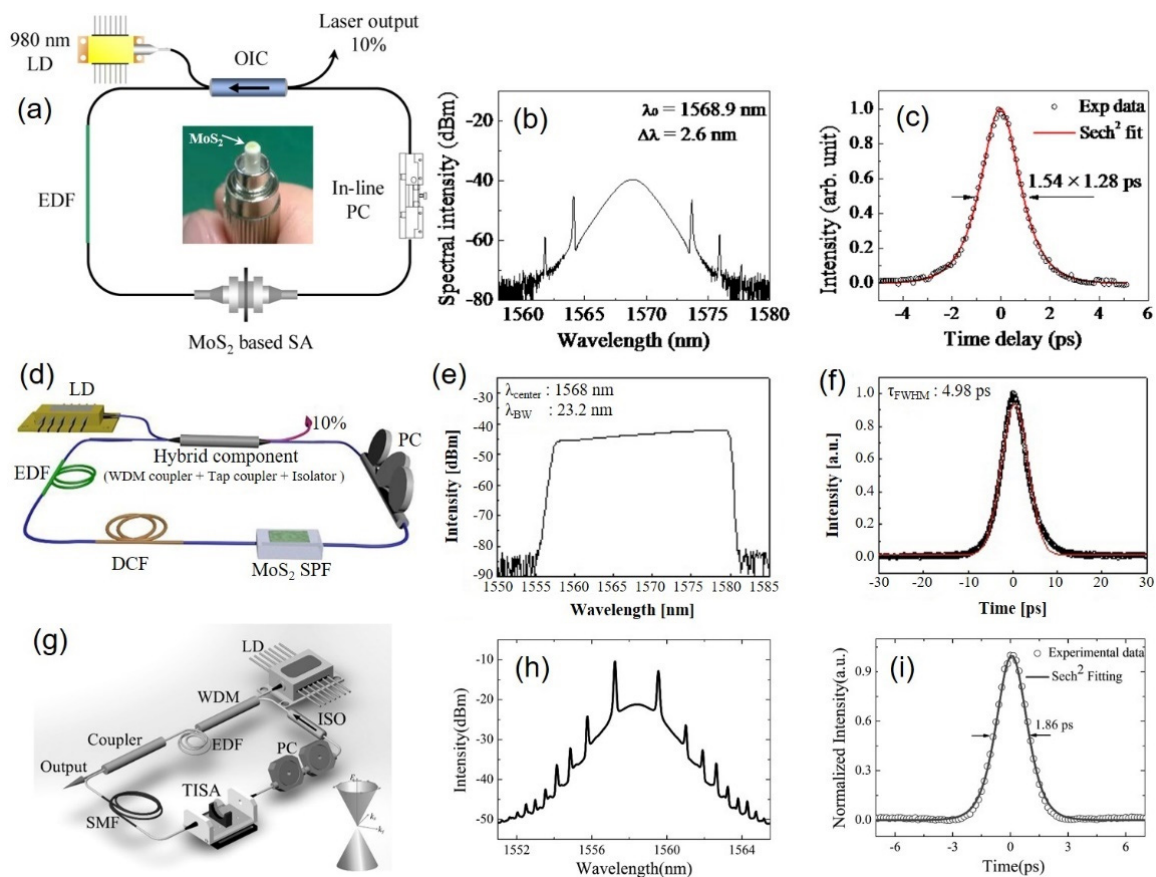 980 nm
LD
OIC
Laser output
10%
(a)
MoS₂
EDF
In-line
PC
MoS₂ based SA
(b)
λ₀ = 1568.9 nm
Δλ = 2.6 nm
Spectral intensity (dBm)
-20
-40
-60
-80
1560 1565 1570 1575 1580
Wavelength (nm)
(c)
Exp data
Sech² fit
1.54 × 1.28 ps
Intensity (arb. unit)
1.0
0.8
0.6
0.4
0.2
0.0
-4 -2 0 2 4 6
Time delay (ps)
(d)
LD
10%
PC
Hybrid component
(WDM coupler + Tap coupler + Isolator )
EDF
DCF
MoS₂ SPF
(e)
λcenter : 1568 nm
λBW : 23.2 nm
Intensity [dBm]
-30
-40
-50
-60
-70
-80
-90
1550 1555 1560 1565 1570 1575 1580 1585
Wavelength [nm]
(f)
τFWHM : 4.98 ps
Intensity [a.u.]
1.0
0.8
0.6
0.4
0.2
0.0
-30 -20 -10 0 10 20 30
Time [ps]
(g)
LD
WDM
ISO
EDF
Coupler
PC
Output
TISA
SMF
(h)
Intensity(dBm)
-10
-20
-30
-40
-50
1552 1556 1560 1564
Wavelength(nm)
(i)
Experimental data
Sech² Fitting
1.86 ps
Normalized Intensity(a.u.)
1.0
0.8
0.6
0.4
0.2
0.0
-6 -3 0 3 6
Time(ps)